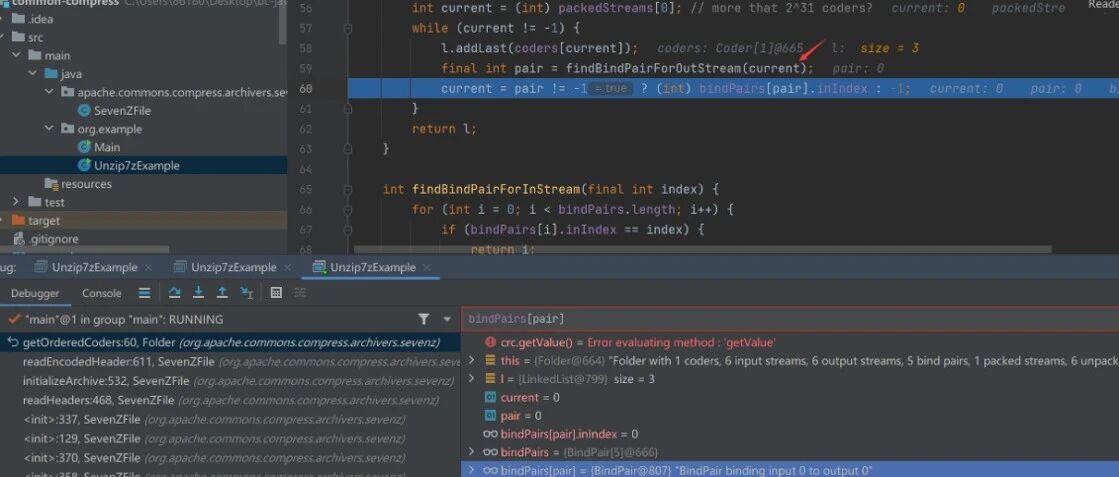 common-compress C:\Users\86180\Desktop\bc-jav
.idea
src
main
java
apache.commons.compress.archivers.seve
SevenZFile
org.example
Main
Unzip7zExample
resources
test
target
.gitignore
56 int current = (int) packedStreams[0]; // more that 2^31 coders? current: 0 packedStre
Reade
57 while (current != -1) {
58 l.addLast(coders[current]); coders: Coder[1]@665 l: size = 3
59 final int pair = findBindPairForOutStream(current); pair: 0
60 current = pair != -1 = true ? (int) bindPairs[pair].inIndex : -1; current: 0 pair: 0 b
61 }
62 return l;
63 }
64
65 int findBindPairForInStream(final int index) {
66 for (int i = 0; i < bindPairs.length; i++) {
67 if (bindPairs[i].inIndex == index) {
68 return i;
ug: Unzip7zExample Unzip7zExample Unzip7zExample
Debugger Console
"main"@1 in group "main": RUNNING
getOrderedCoders:60, Folder (org.apache.commons.compress.archivers.sevenz)
readEncodedHeader:611, SevenZFile (org.apache.commons.compress.archivers.sevenz)
initializeArchive:532, SevenZFile (org.apache.commons.compress.archivers.sevenz)
readHeaders:468, SevenZFile (org.apache.commons.compress.archivers.sevenz)
<init>:337, SevenZFile (org.apache.commons.compress.archivers.sevenz)
<init>:129, SevenZFile (org.apache.commons.compress.archivers.sevenz)
<init>:370, SevenZFile (org.apache.commons.compress.archivers.sevenz)
<init>:358, SevenZFile (org.apache.commons.compress.archivers.sevenz)
bindPairs[pair]
crc.getValue() = Error evaluating method : 'getValue'
this = {Folder@664} "Folder with 1 coders, 6 input streams, 6 output streams, 5 bind pairs, 1 packed streams, 6 unpack
l = {LinkedList@799} size = 3
current = 0
pair = 0
bindPairs[pair].inIndex = 0
bindPairs = {BindPair[5]@666}
bindPairs[pair] = {BindPair@807} "BindPair binding input 0 to output 0"